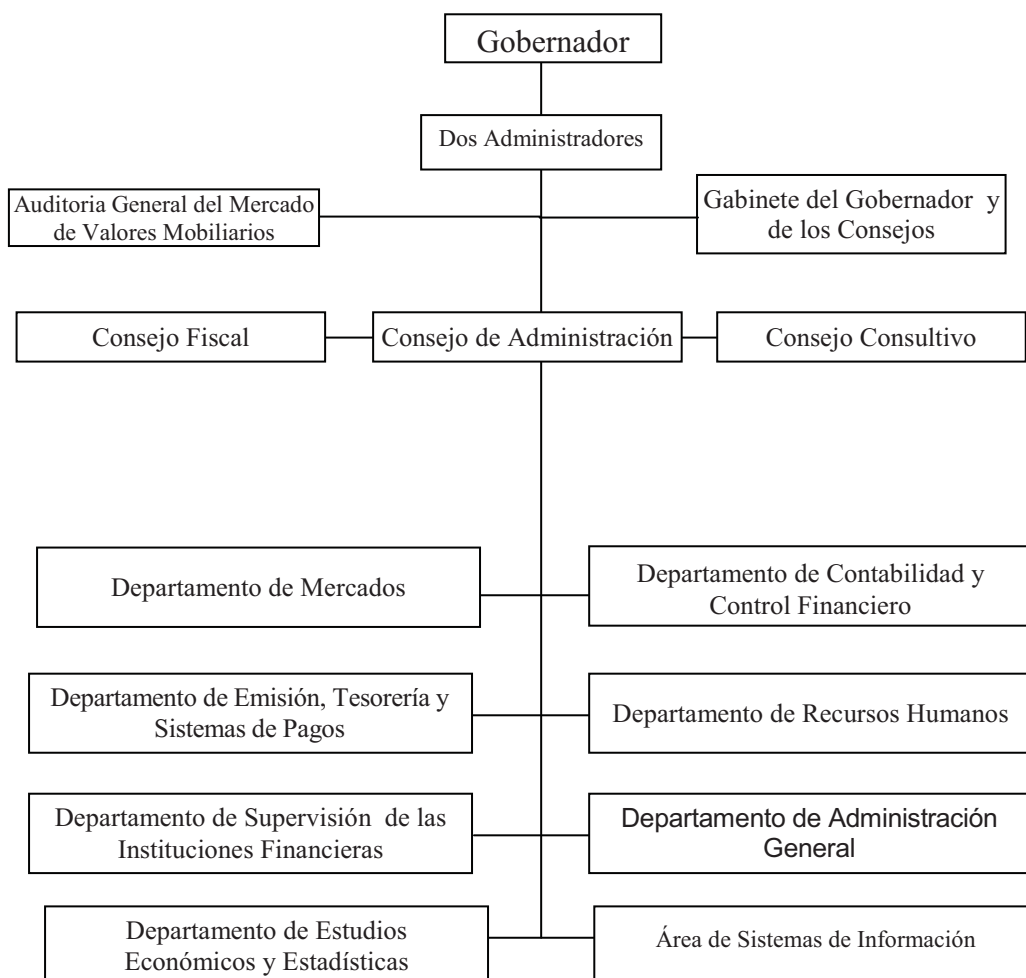 Gobernador
Dos Administradores
Auditoria General del Mercado
de Valores Mobiliarios
Gabinete del Gobernador y
de los Consejos
Consejo Fiscal
Consejo de Administración
Consejo Consultivo
Departamento de Mercados
Departamento de Contabilidad y
Control Financiero
Departamento de Emisión, Tesorería y
Sistemas de Pagos
Departamento de Recursos Humanos
Departamento de Supervisión de las
Instituciones Financieras
Departamento de Administración
General
Departamento de Estudios
Económicos y Estadísticas
Área de Sistemas de Información